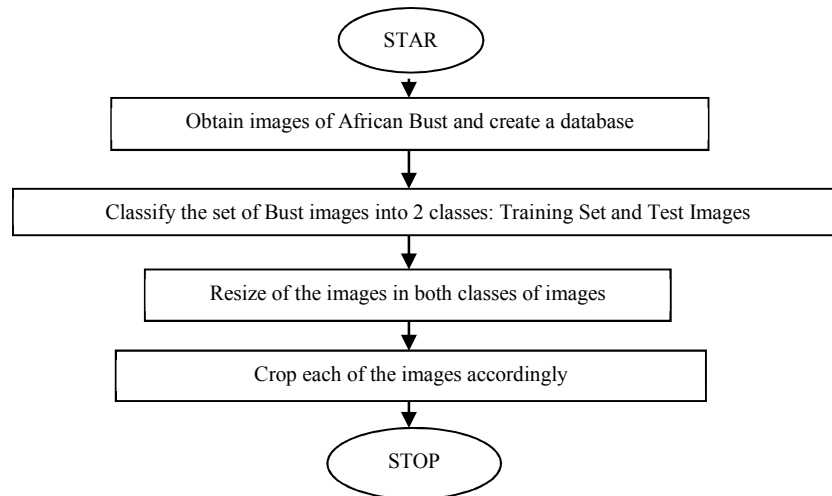 STAR
Obtain images of African Bust and create a database
Classify the set of Bust images into 2 classes: Training Set and Test Images
Resize of the images in both classes of images
Crop each of the images accordingly
STOP